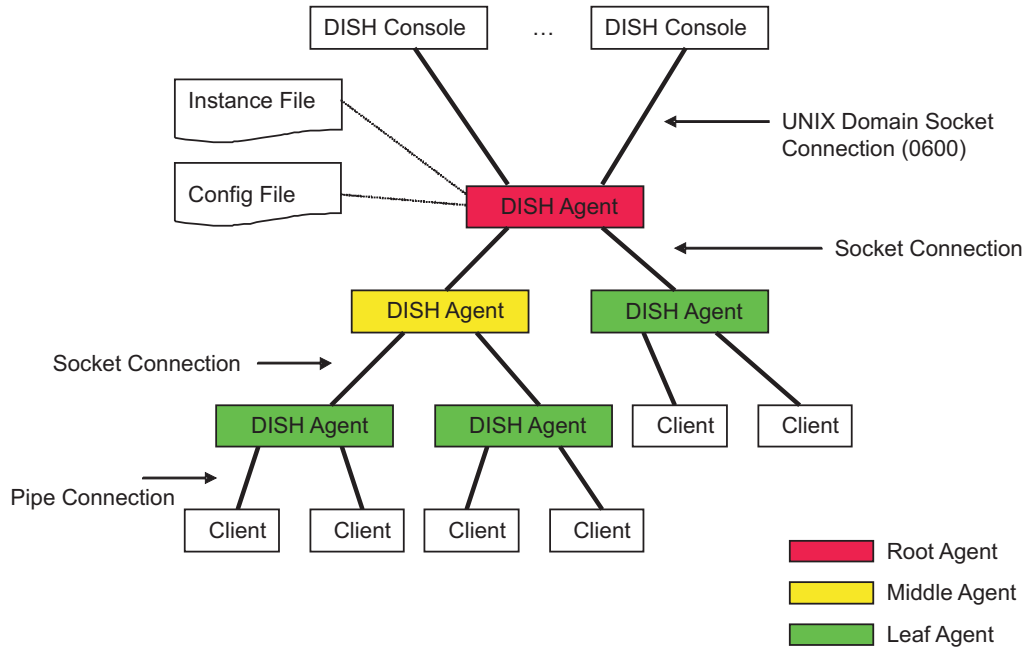 DISH Console
...
DISH Console
Instance File
UNIX Domain Socket
Connection (0600)
Config File
DISH Agent
Socket Connection
DISH Agent
DISH Agent
Socket Connection
DISH Agent
DISH Agent
Client
Client
Pipe Connection
Client
Client
Client
Client
Root Agent
Middle Agent
Leaf Agent